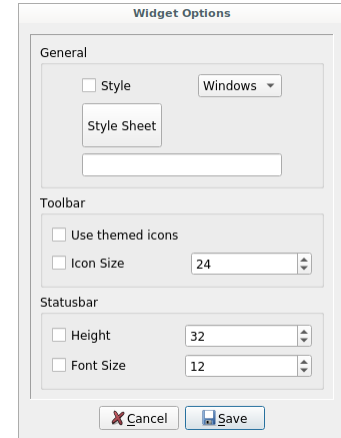 Widget Options
General
Style Windows
Style Sheet
Toolbar
Use themed icons
Icon Size 24
Statusbar
Height 32
Font Size 12
Cancel Save